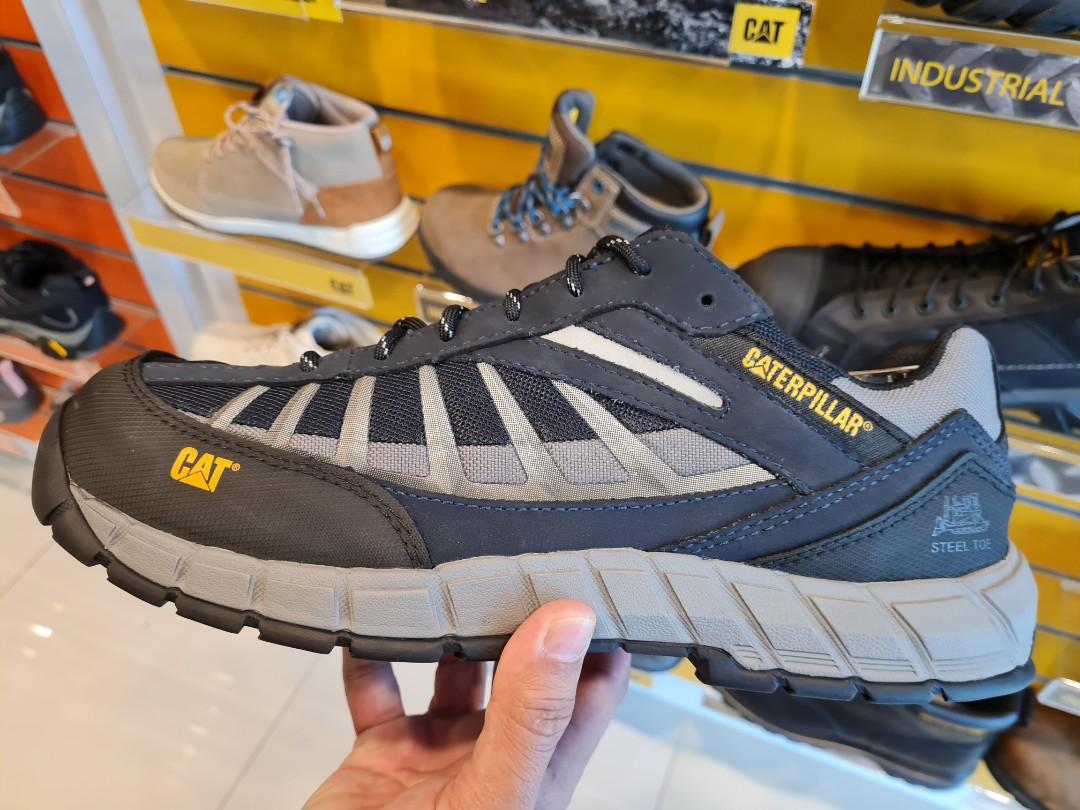 CAT
INDUSTRIAL
CAT
CATERPILLAR®
CAT®
STEEL TOE